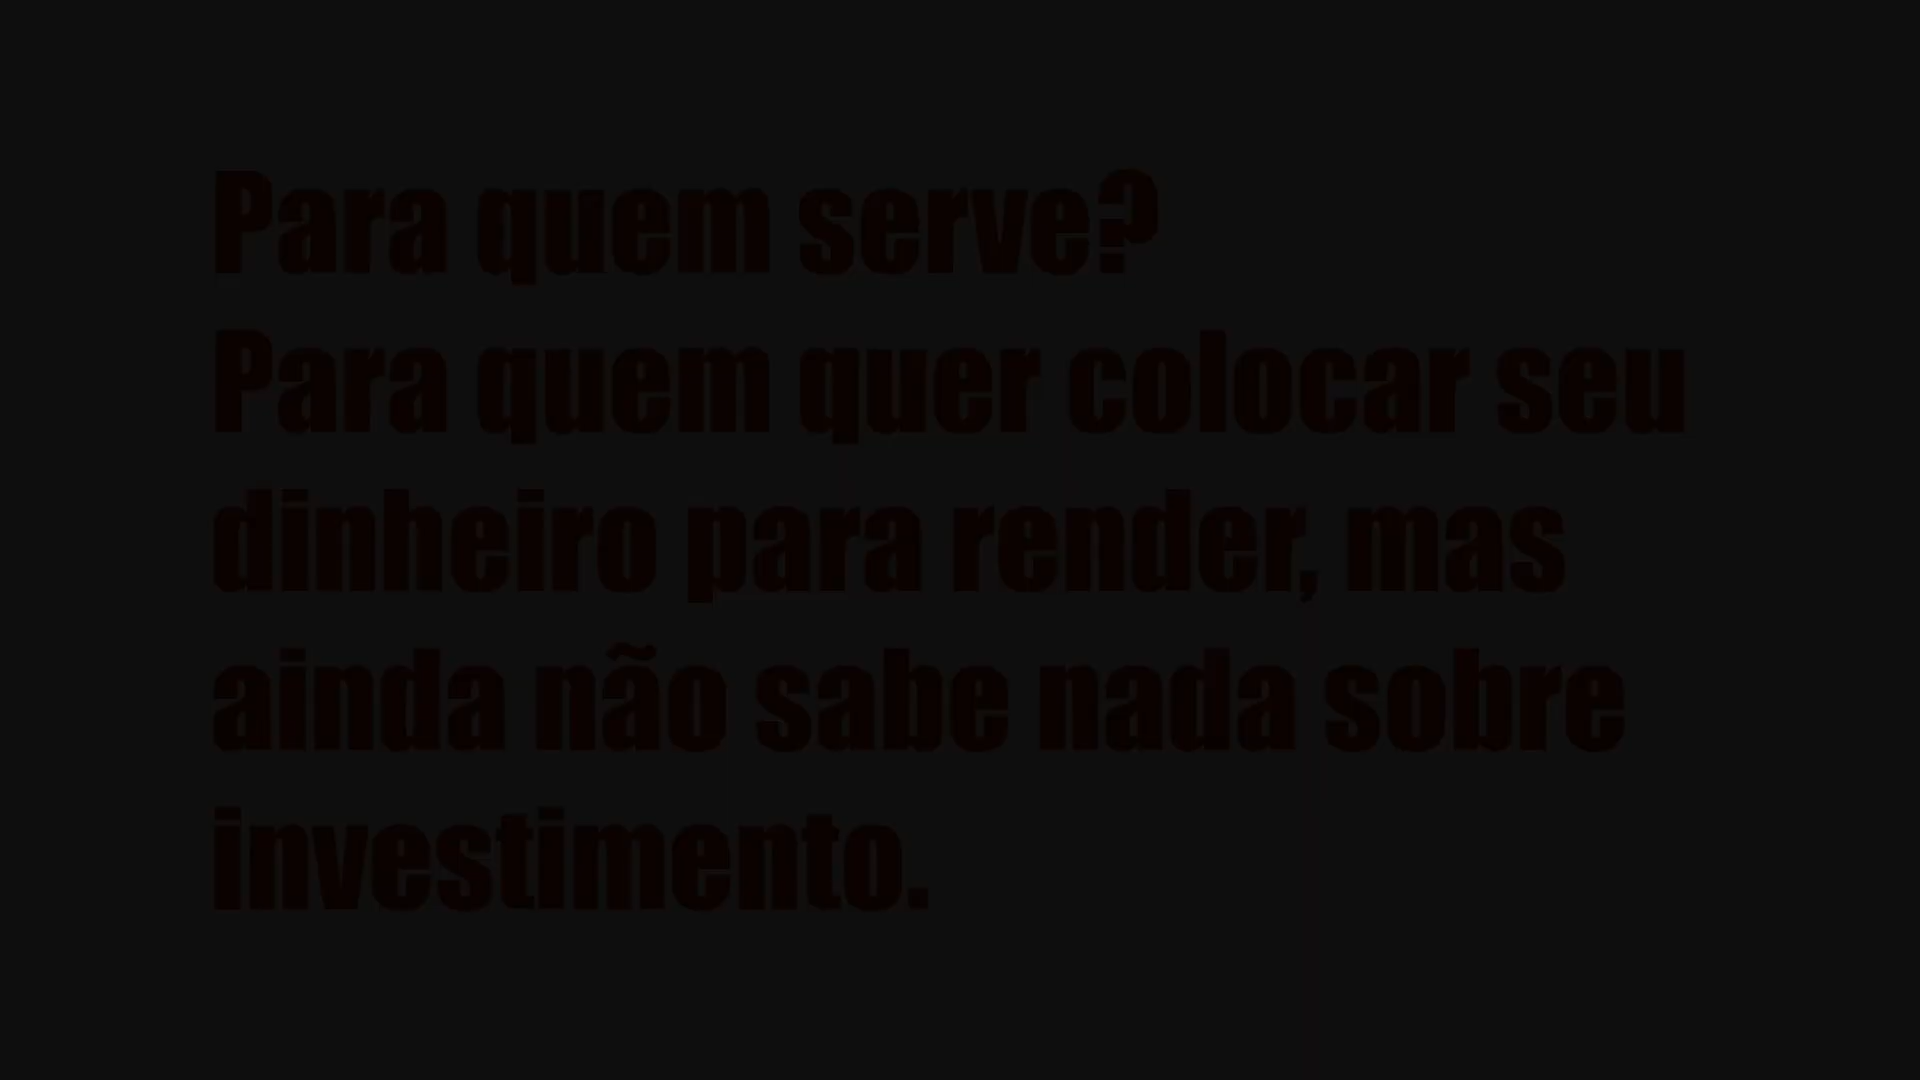 Para quem serve?
Para quem quer colocar seu
dinheiro para render, mas
ainda não sabe nada sobre
investimento.